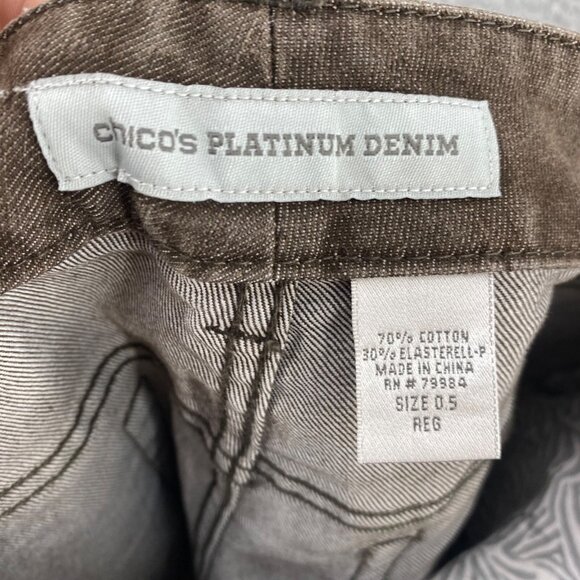 chico's PLATINUM DENIM
70% COTTON
30% ELASTERELL-P
MADE IN CHINA
RN # 79984
SIZE 0.5
REG